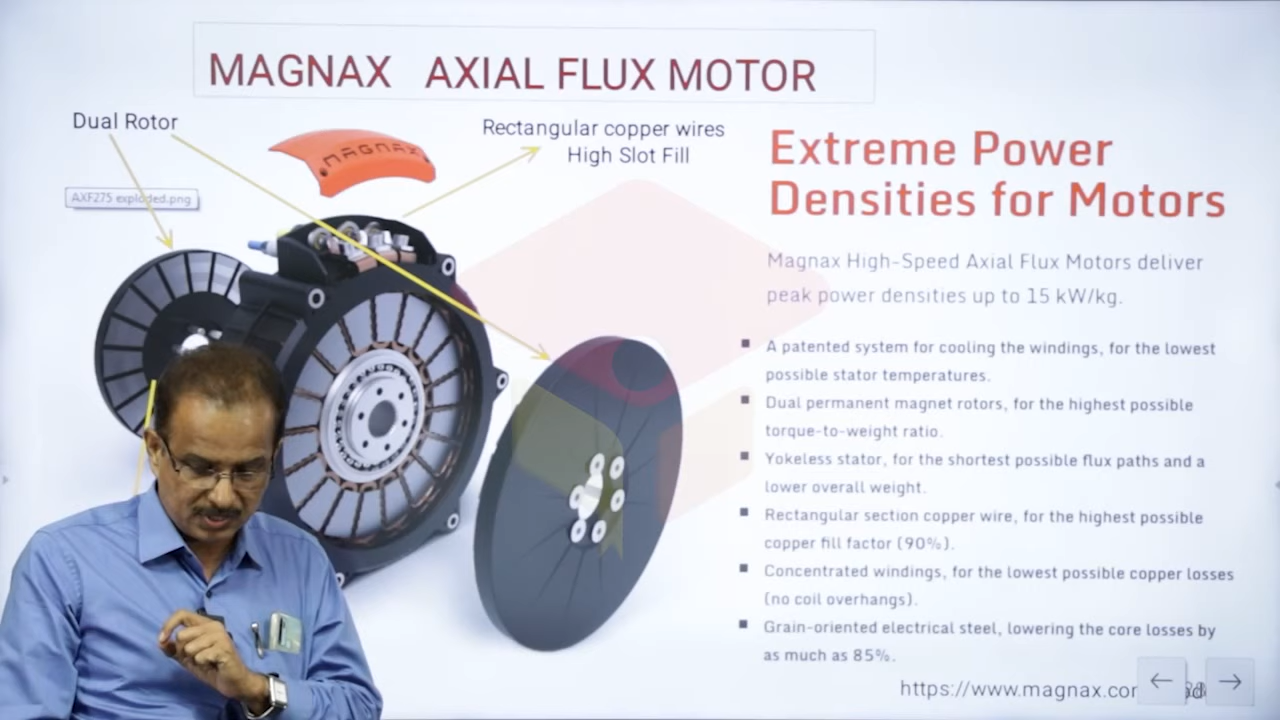 MAGNAX AXIAL FLUX MOTOR
Dual Rotor
Rectangular copper wires
High Slot Fill
MAGNAX
AXF275 exploded.png
Extreme Power
Densities for Motors
Magnax High-Speed Axial Flux Motors deliver
peak power densities up to 15 kW/kg.
A patented system for cooling the windings, for the lowest
possible stator temperatures.
Dual permanent magnet rotors, for the highest possible
torque-to-weight ratio.
Yokeless stator, for the shortest possible flux paths and a
lower overall weight.
Rectangular section copper wire, for the highest possible
copper fill factor (90%).
Concentrated windings, for the lowest possible copper losses
(no coil overhangs).
Grain-oriented electrical steel, lowering the core losses by
as much as 85%.
https://www.magnax.com